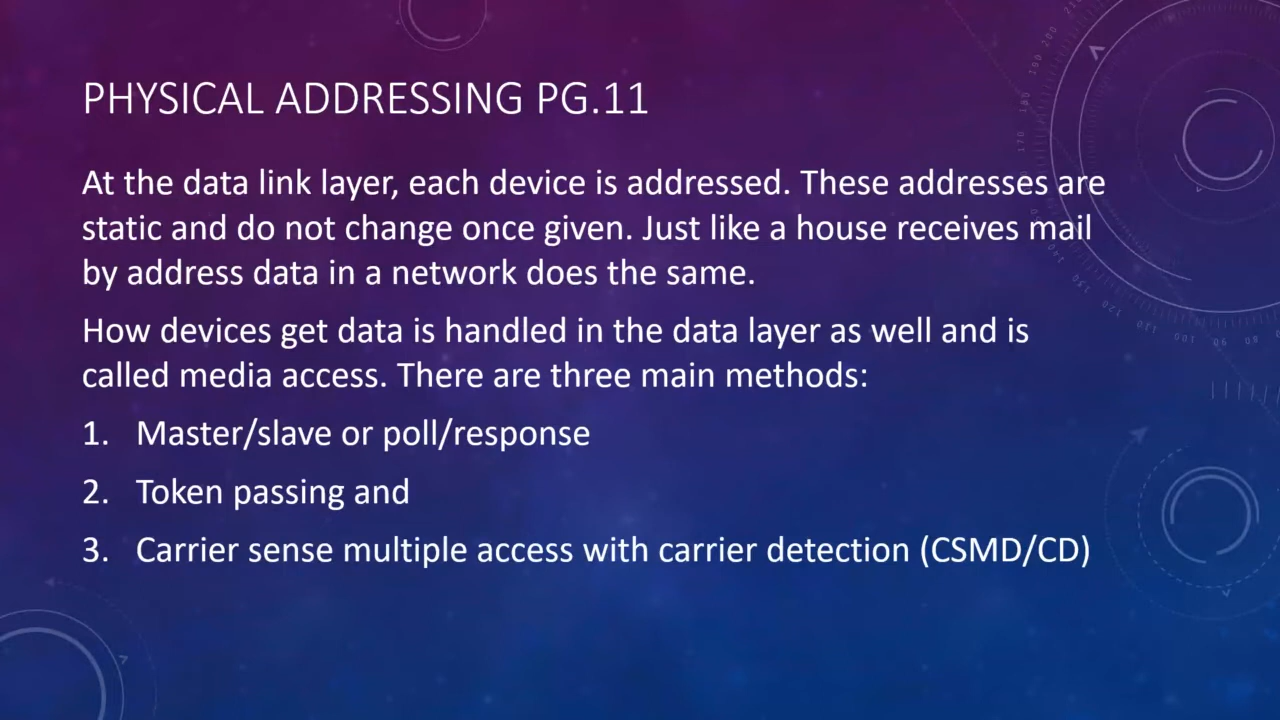 PHYSICAL ADDRESSING PG.11
At the data link layer, each device is addressed. These addresses are
static and do not change once given. Just like a house receives mail
by address data in a network does the same.
How devices get data is handled in the data layer as well and is
called media access. There are three main methods:
1. Master/slave or poll/response
2. Token passing and
3. Carrier sense multiple access with carrier detection (CSMD/CD)